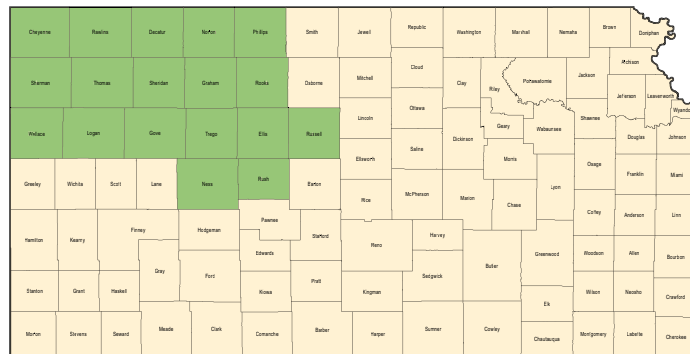 Cheyenne Rawlins Decatur Norton Phillips Smith Jewell Republic Washington Marshall Nemaha Brown Doniphan
Atchison
Sherman Thomas Sheridan Graham Rooks Osborne Mitchell Cloud Clay Riley Pottawatomie Jackson
Jefferson Leavenworth
Wyando
Wallace Logan Gove Trego Ellis Russell Lincoln Ottawa Saline Dickinson Geary Wabaunsee Shawnee Douglas Johnson
Greeley Wichita Scott Lane Ness Rush Barton Ellsworth Morris Osage Franklin Miami
Rice McPherson Marion Chase Lyon Coffey Anderson Linn
Hamilton Kearny Finney Hodgeman Pawnee Stafford Reno Harvey
Gray Ford Edwards Sedgwick Butler Greenwood Woodson Allen Bourbon
Stanton Grant Haskell Kiowa Pratt Kingman Elk Wilson Neosho Crawford
Morton Stevens Seward Meade Clark Comanche Barber Harper Sumner Cowley Chautauqua Montgomery Labette Cherokee